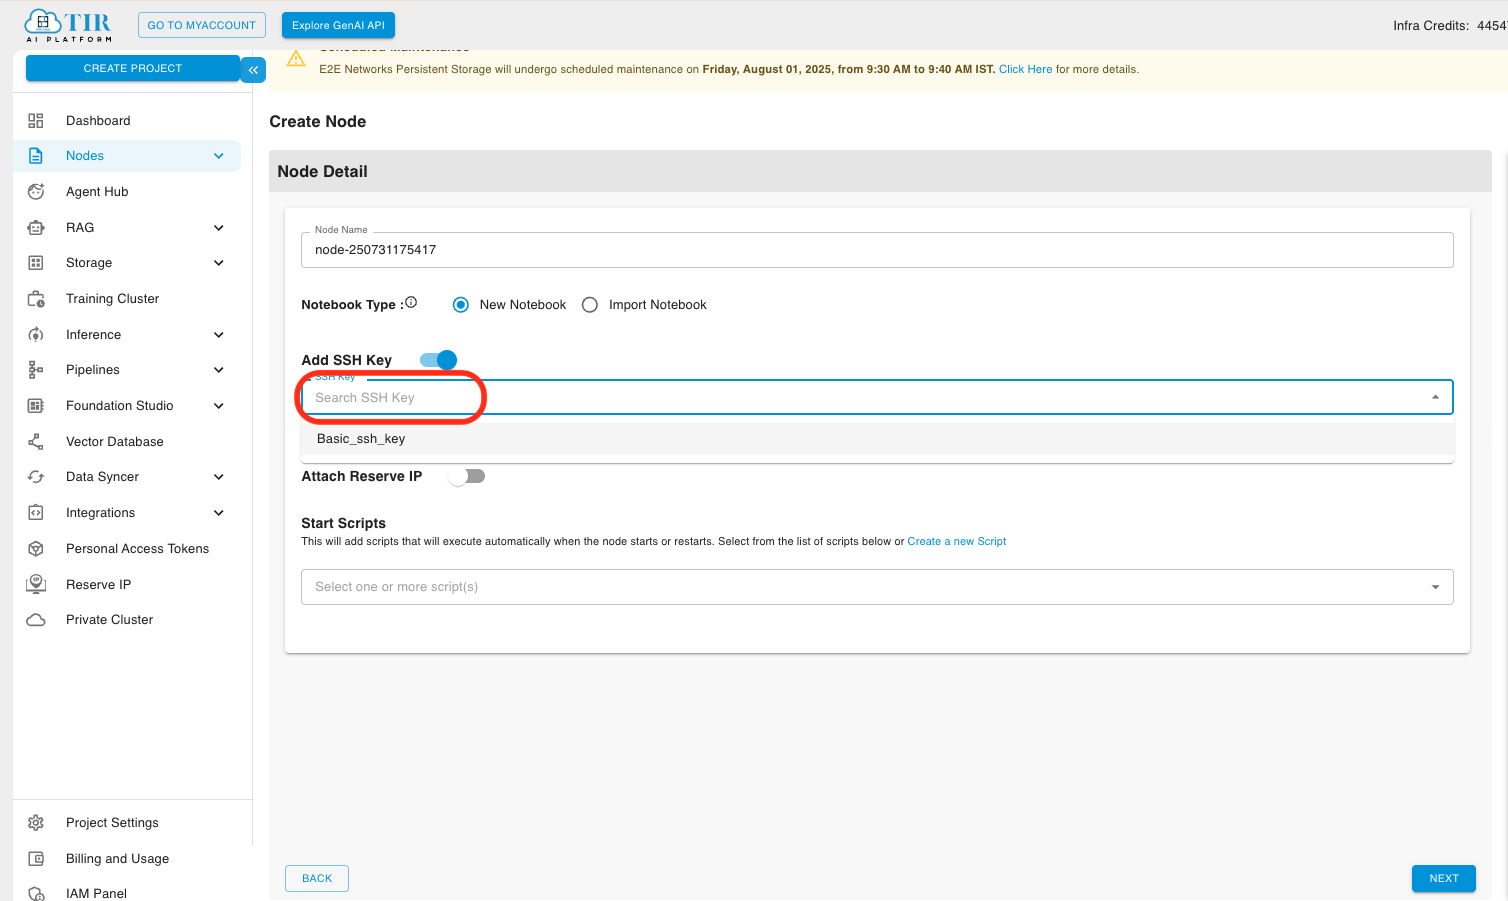 TIR
AI PLATFORM
GO TO MYACCOUNT
Explore GenAI API
Infra Credits: 4454
CREATE PROJECT
Scheduled Maintenance
E2E Networks Persistent Storage will undergo scheduled maintenance on Friday, August 01, 2025, from 9:30 AM to 9:40 AM IST. Click Here for more details.
Dashboard
Nodes
Agent Hub
RAG
Storage
Training Cluster
Inference
Pipelines
Foundation Studio
Vector Database
Data Syncer
Integrations
Personal Access Tokens
Reserve IP
Private Cluster
Project Settings
Billing and Usage
IAM Panel
Create Node
Node Detail
Node Name
node-250731175417
Notebook Type :
New Notebook
Import Notebook
Add SSH Key
SSH Key
Search SSH Key
Basic_ssh_key
Attach Reserve IP
Start Scripts
This will add scripts that will execute automatically when the node starts or restarts. Select from the list of scripts below or Create a new Script
Select one or more script(s)
BACK
NEXT